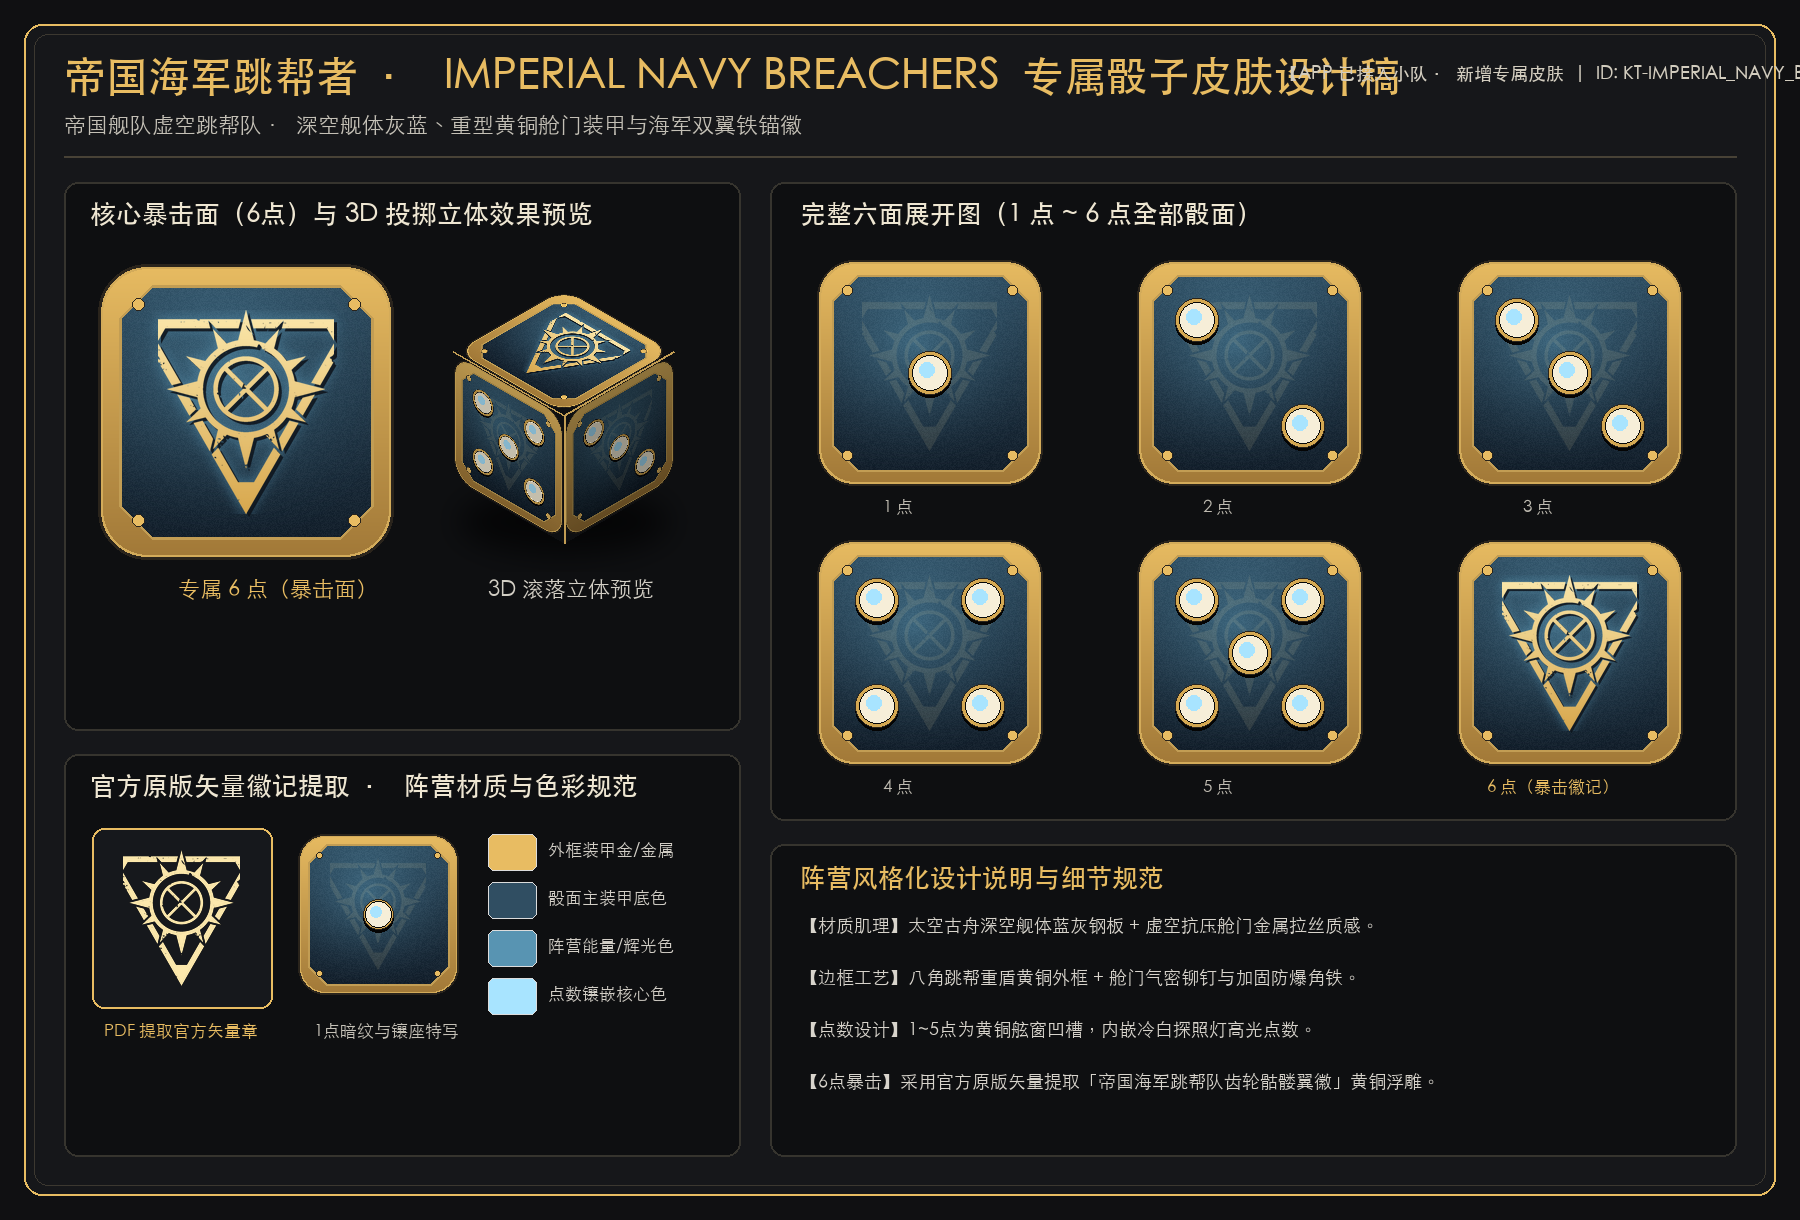 帝国海军跳帮者 · IMPERIAL NAVY BREACHERS 专属骰子皮肤设计稿
小队 · 新增专属皮肤 | ID: KT-IMPERIAL_NAVY_B
帝国舰队虚空跳帮队 · 深空舰体灰蓝、重型黄铜舱门装甲与海军双翼铁锚徽
核心暴击面（6点）与 3D 投掷立体效果预览
专属 6 点（暴击面）
3D 滚落立体预览
完整六面展开图（1 点 ~ 6 点全部骰面）
1 点
2 点
3 点
4 点
5 点
6 点（暴击徽记）
官方原版矢量徽记提取 · 阵营材质与色彩规范
外框装甲金/金属
骰面主装甲底色
阵营能量/辉光色
点数镶嵌核心色
PDF 提取官方矢量章
1点暗纹与镶座特写
阵营风格化设计说明与细节规范
【材质肌理】太空古舟深空舰体蓝灰钢板 + 虚空抗压舱门金属拉丝质感。
【边框工艺】八角跳帮重盾黄铜外框 + 舱门气密铆钉与加固防爆角铁。
【点数设计】1~5点为黄铜舷窗凹槽，内嵌冷白探照灯高光点数。
【6点暴击】采用官方原版矢量提取「帝国海军跳帮队齿轮骷髅翼徽」黄铜浮雕。